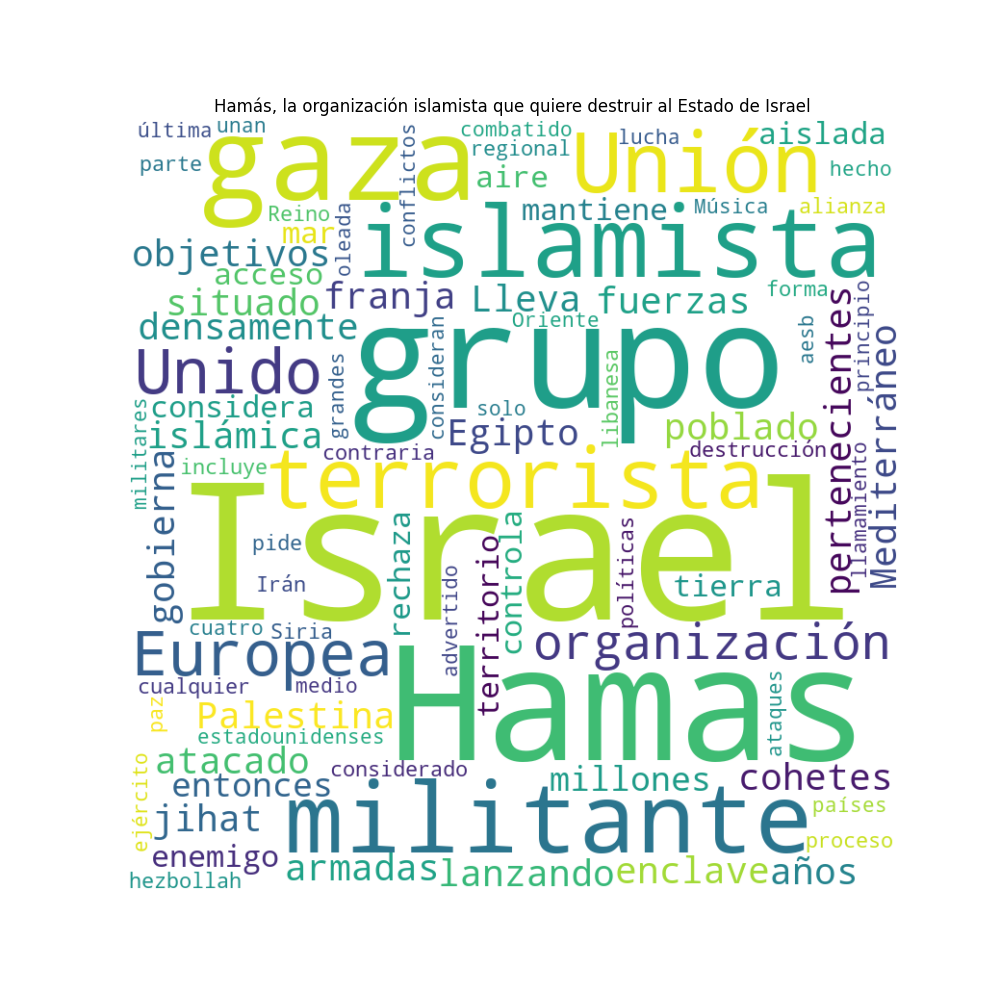 Hamás, la organización islamista que quiere destruir al Estado de Israel
última
unan
parte
gaza
conflictos
combatido
regional
aire
Unión
lucha
aislada
hecho
Reino
mar
oleada
islamista
mantiene
Música
alianza
objetivos
acceso
situado
franja
Lleva
fuerzas
forma
densamente
Oriente
grupo
aesb
pertenecientes
principio
Mediterráneo
Unido
grandes
consideran
solo
libanesa
considera
islámica
Egipto
poblado
militares
incluye
contraria
destrucción
terrorista
gobierna
llamamiento
Israel
pide
rechaza
controla
políticas
Irán
advertido
territorio
tierra
cuatro
Siria
Europea
organización
cualquier
medio
Hamas
ataques
paz
Palestina
estadounidenses
atacado
considerado
millones
cohetes
entonces
ejército
jihat
militante
países
proceso
enemigo
armadas
lanzando
enclave
años
hezbollah